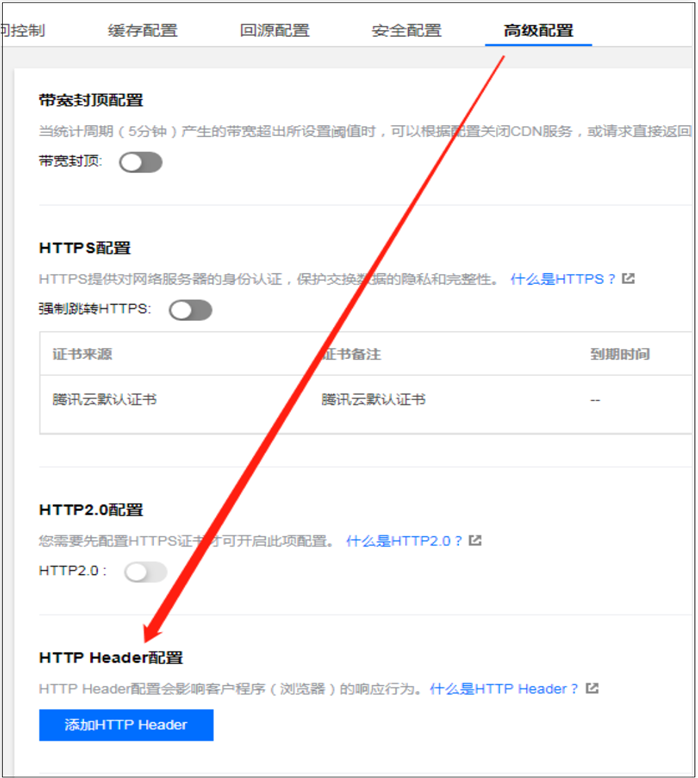 问控制 缓存配置 回源配置 安全配置 高级配置
带宽封顶配置
当统计周期（5分钟）产生的带宽超出所设置阈值时，可以根据配置关闭CDN服务，或请求直接返回
带宽封顶:
HTTPS配置
HTTPS提供对网络服务器的身份认证，保护交换数据的隐私和完整性。 什么是HTTPS？
强制跳转HTTPS:
证书来源 证书备注 到期时间
腾讯云默认证书 腾讯云默认证书 --
HTTP2.0配置
您需要先配置HTTPS证书才可开启此项配置。 什么是HTTP2.0？
HTTP2.0 :
HTTP Header配置
HTTP Header配置会影响客户程序（浏览器）的响应行为。 什么是HTTP Header？
添加HTTP Header